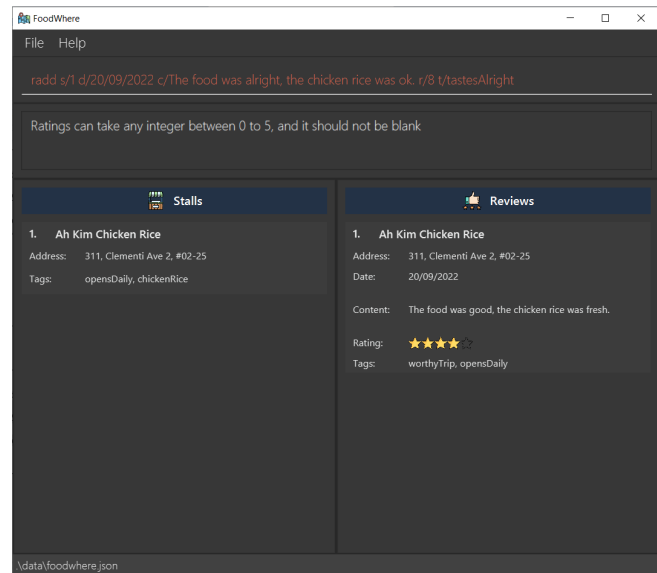 FoodWhere
File Help
radd s/1 d/20/09/2022 c/The food was alright, the chicken rice was ok. r/8 t/tastesAlright
Ratings can take any integer between 0 to 5, and it should not be blank
Stalls
1. Ah Kim Chicken Rice
Address: 311, Clementi Ave 2, #02-25
Tags: opensDaily, chickenRice
Reviews
1. Ah Kim Chicken Rice
Address: 311, Clementi Ave 2, #02-25
Date: 20/09/2022
Content: The food was good, the chicken rice was fresh.
Rating:
Tags: worthyTrip, opensDaily
.\data\foodwhere.json